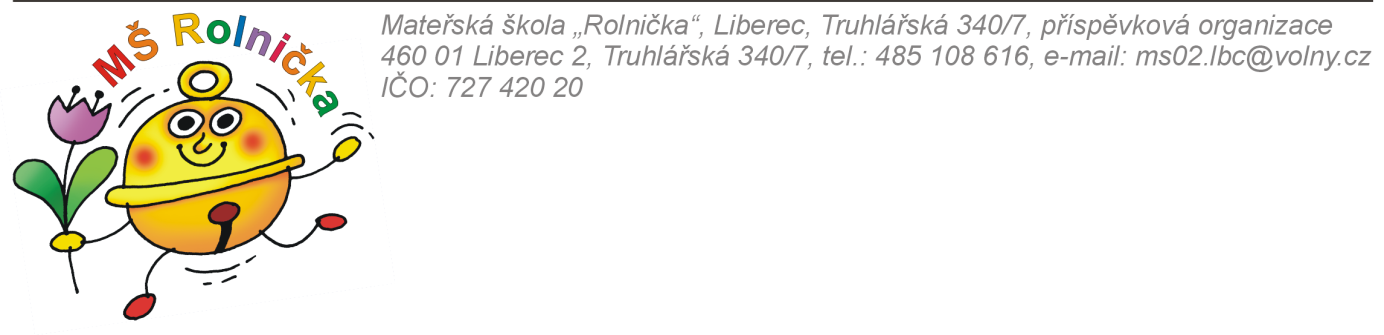 MŠ Rolnička
Mateřská škola „Rolnička“, Liberec, Truhlářská 340/7, příspěvková organizace
460 01 Liberec 2, Truhlářská 340/7, tel.: 485 108 616, e-mail: ms02.lbc@volny.cz
IČO: 727 420 20